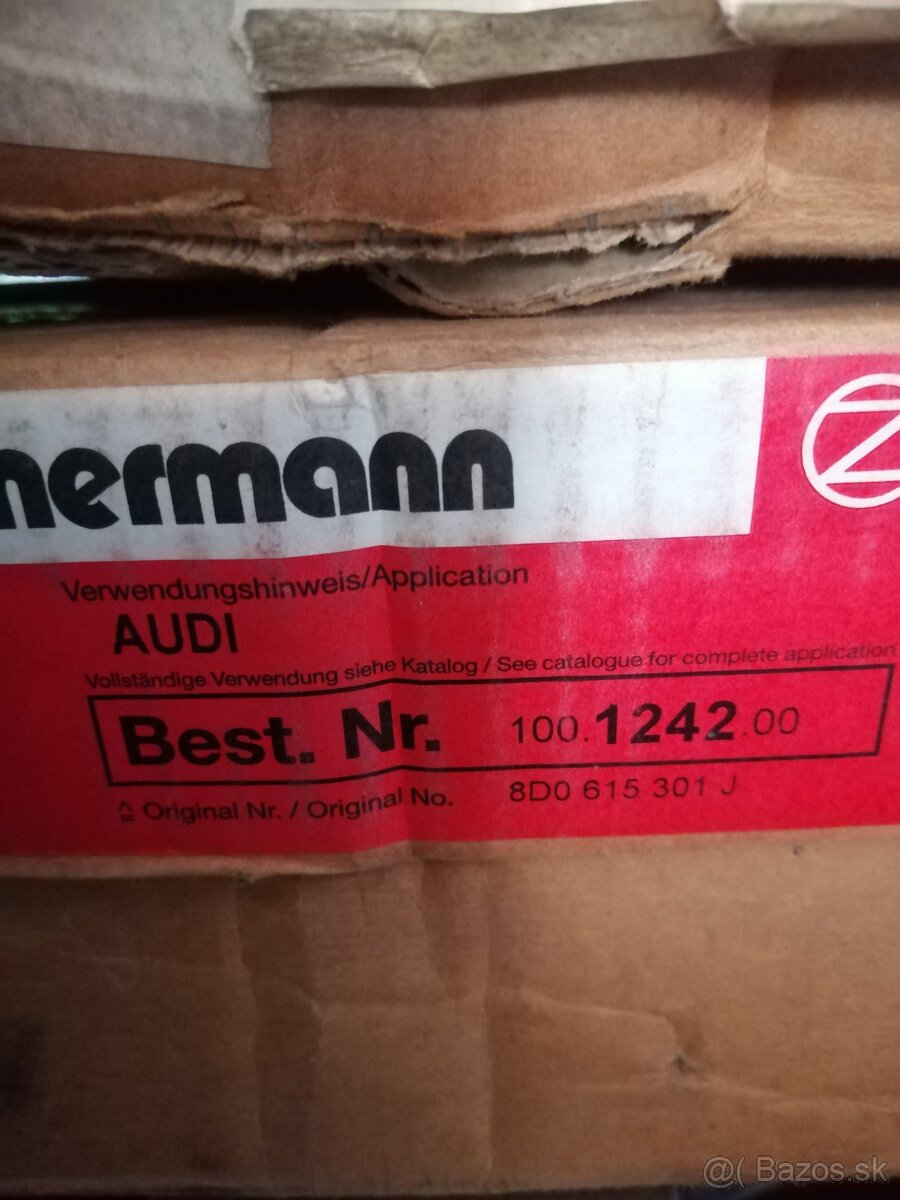 mermann
Z
Verwendungshinweis/Application
AUDI
Vollständige Verwendung siehe Katalog / See catalogue for complete application
Best. Nr. 100.1242.00
≙ Original Nr. / Original No. 8D0 615 301 J
@( Bazos.sk